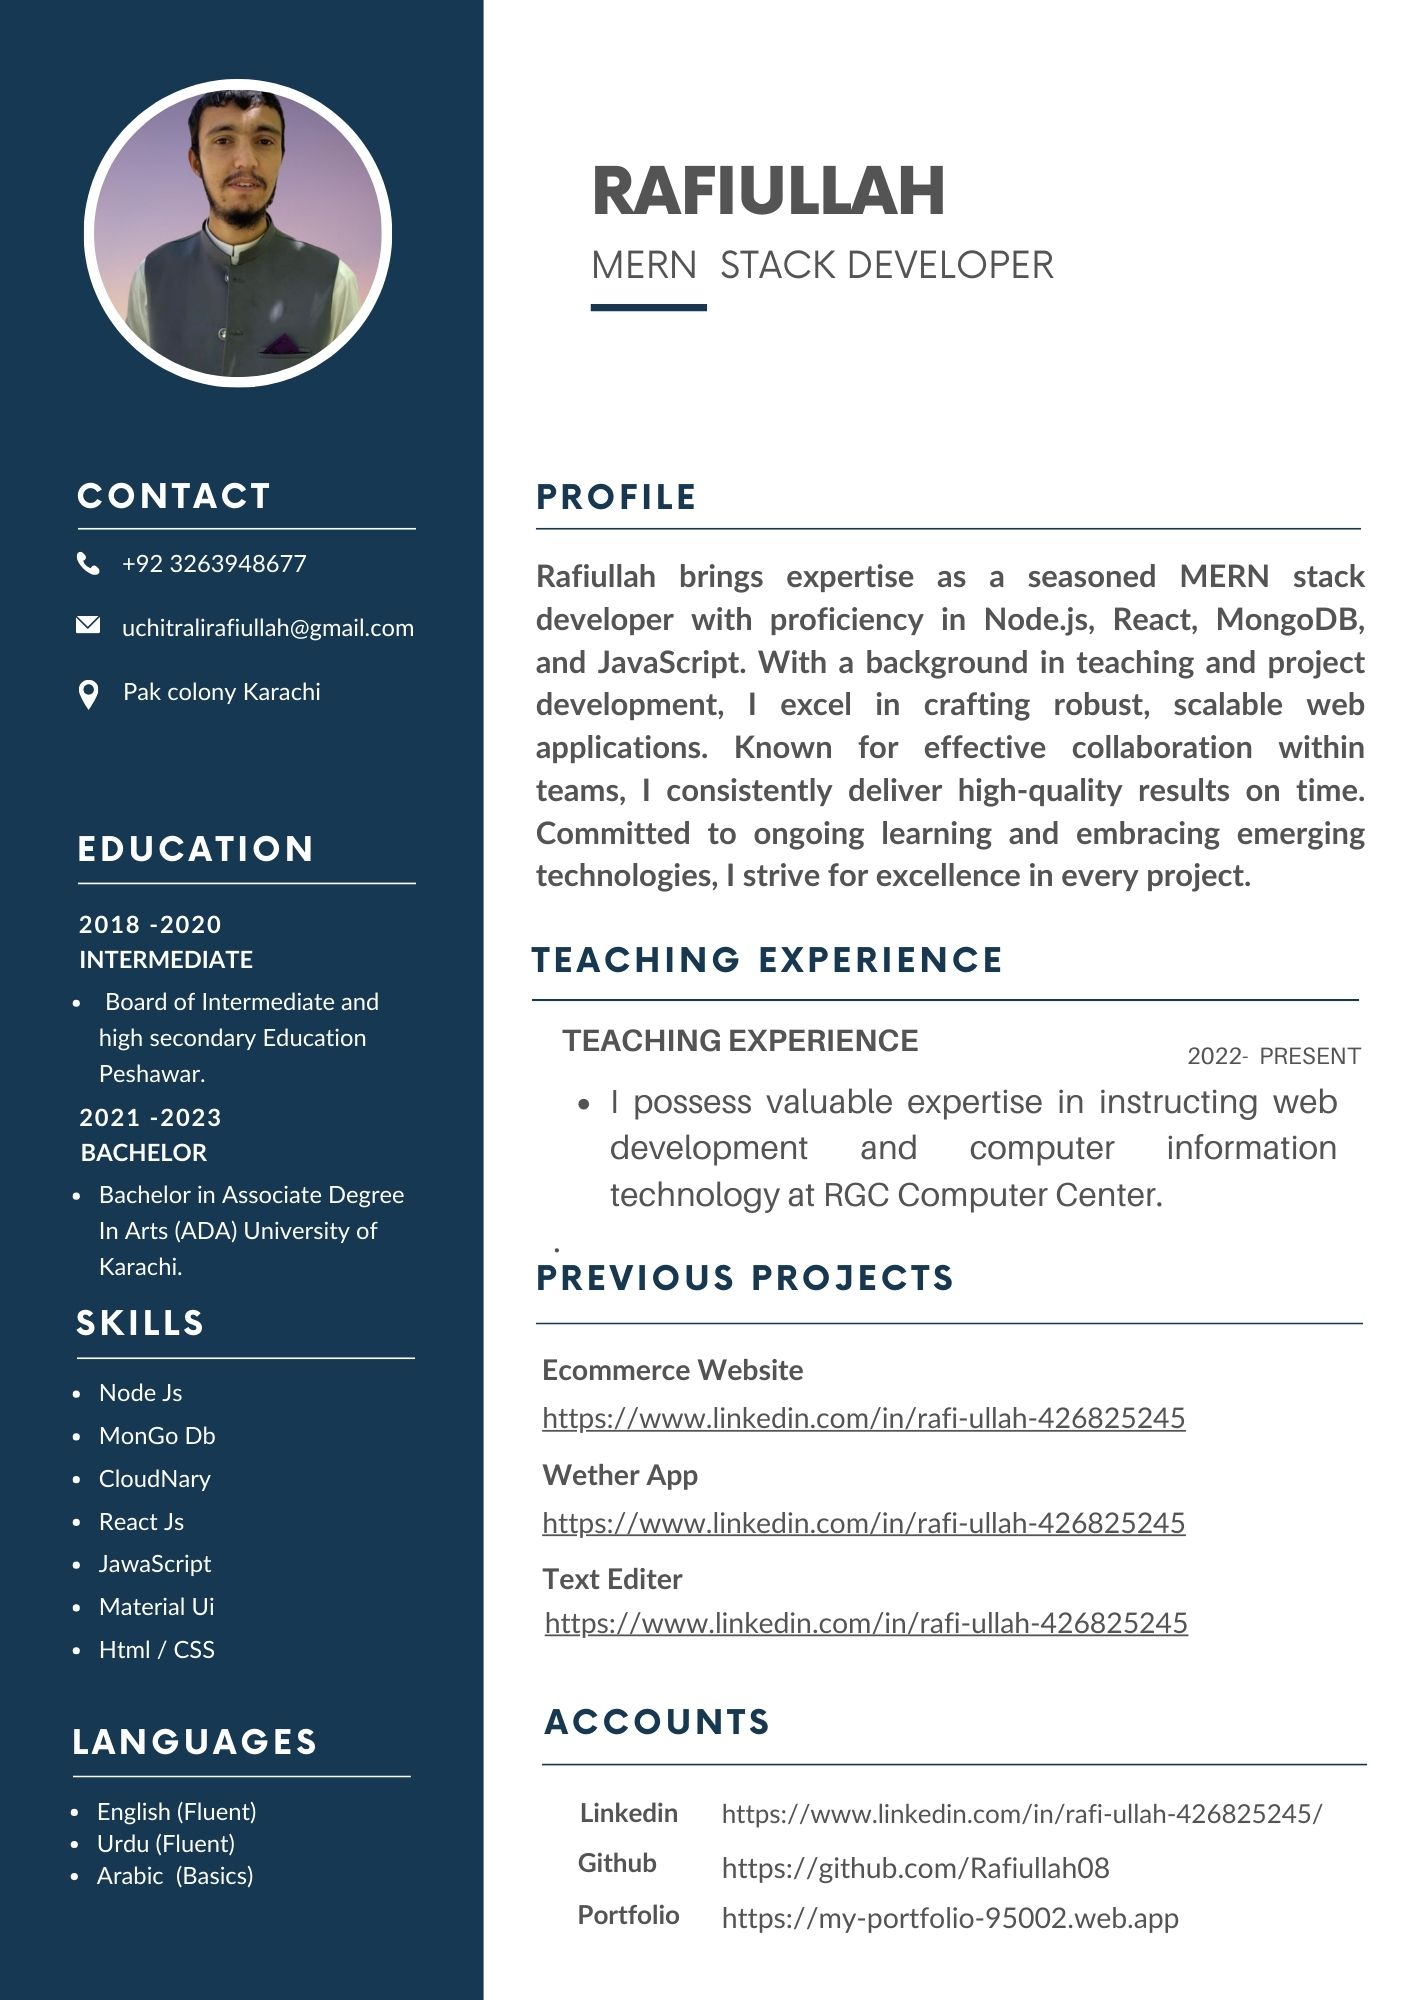 RAFIULLAH
MERN STACK DEVELOPER
CONTACT
+92 3263948677
uchitralirafiullah@gmail.com
Pak colony Karachi
EDUCATION
2018 -2020
INTERMEDIATE
• Board of Intermediate and
high secondary Education
Peshawar.
2021 -2023
BACHELOR
• Bachelor in Associate Degree
In Arts (ADA) University of
Karachi.
SKILLS
• Node Js
• MonGo Db
• CloudNary
• React Js
• JawaScript
• Material Ui
• Html / CSS
LANGUAGES
• English (Fluent)
• Urdu (Fluent)
• Arabic (Basics)
PROFILE
Rafiullah brings expertise as a seasoned MERN stack
developer with proficiency in Node.js, React, MongoDB,
and JavaScript. With a background in teaching and project
development, I excel in crafting robust, scalable web
applications. Known for effective collaboration within
teams, I consistently deliver high-quality results on time.
Committed to ongoing learning and embracing emerging
technologies, I strive for excellence in every project.
TEACHING EXPERIENCE
TEACHING EXPERIENCE
2022- PRESENT
• I possess valuable expertise in instructing web
development and computer information
technology at RGC Computer Center.
.
PREVIOUS PROJECTS
Ecommerce Website
https://www.linkedin.com/in/rafi-ullah-426825245
Wether App
https://www.linkedin.com/in/rafi-ullah-426825245
Text Editer
https://www.linkedin.com/in/rafi-ullah-426825245
ACCOUNTS
Linkedin https://www.linkedin.com/in/rafi-ullah-426825245/
Github https://github.com/Rafiullah08
Portfolio https://my-portfolio-95002.web.app